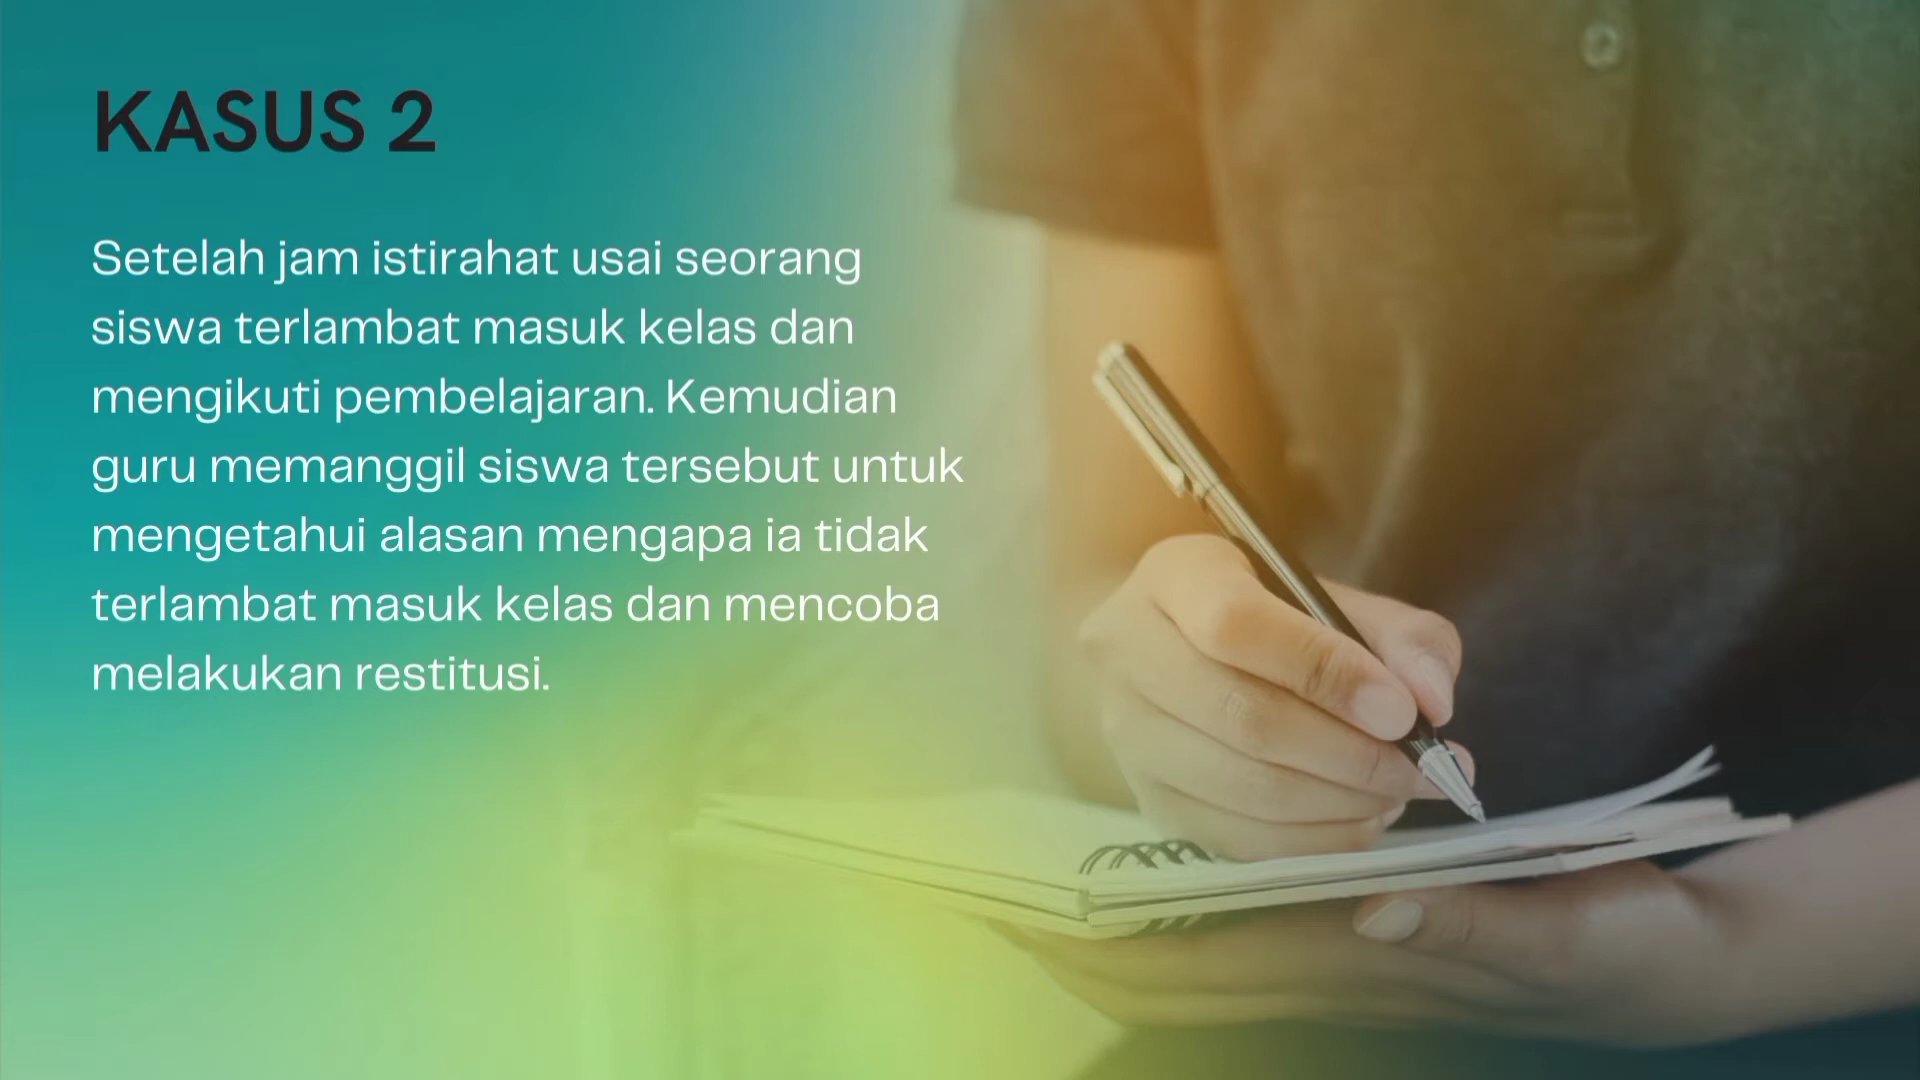 KASUS 2
Setelah jam istirahat usai seorang
siswa terlambat masuk kelas dan
mengikuti pembelajaran. Kemudian
guru memanggil siswa tersebut untuk
mengetahui alasan mengapa ia tidak
terlambat masuk kelas dan mencoba
melakukan restitusi.